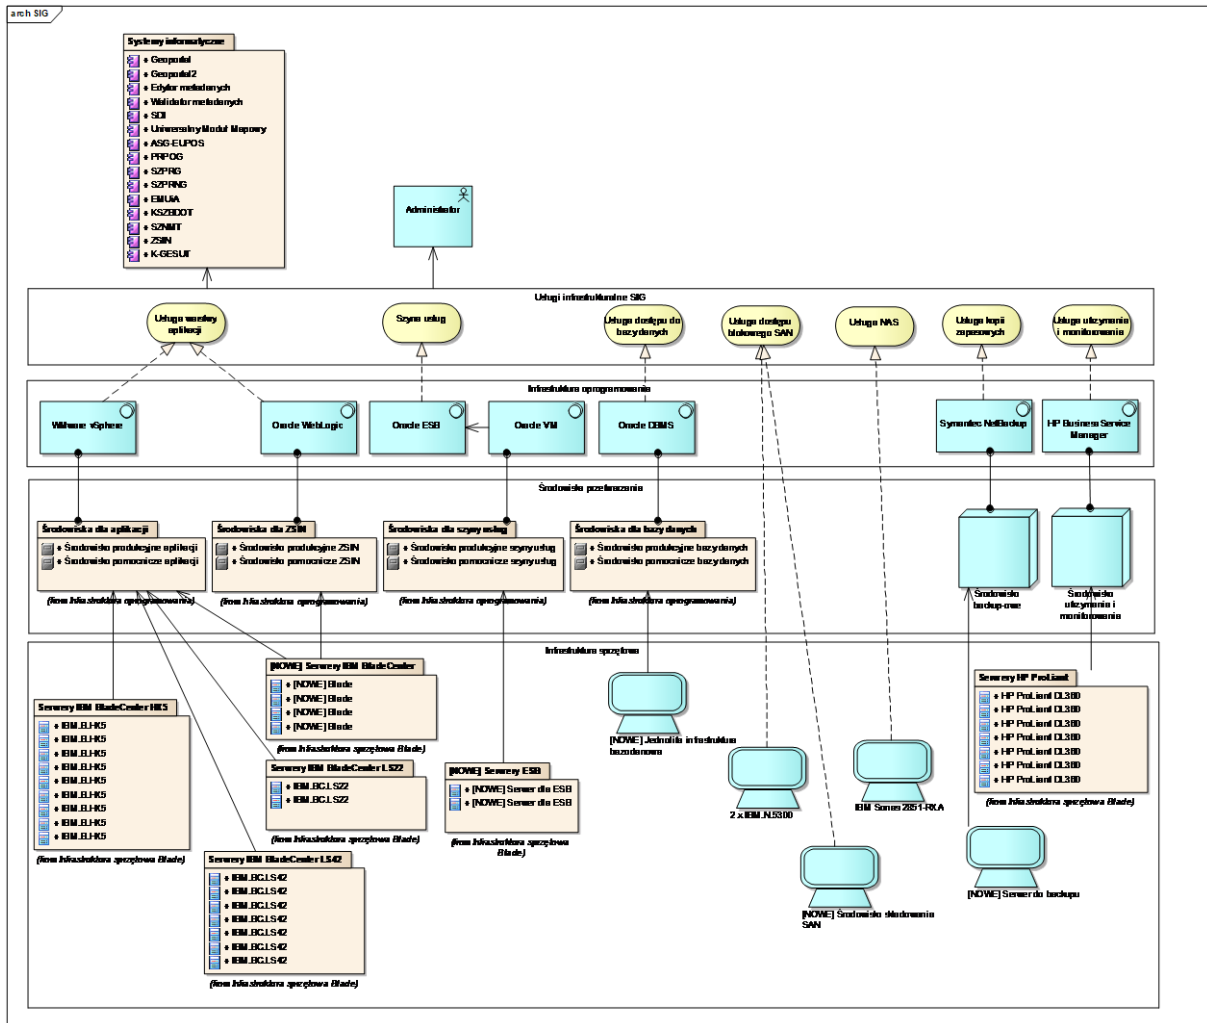 arch SIG
Systemy informatyczne
+ Geoportal
+ Geoportal2
+ Edytor metadanych
+ Walidator metadanych
+ SDI
+ Uniwersalny Moduł Mapowy
+ ASG-EUPOS
+ PRPOG
+ SZPRG
+ SZPRNG
+ EMUiA
+ KSZBDOT
+ SZNMT
+ ZSIN
+ K-GESUT
Administrator
Usługi infrastrukturalne SIG
Usługa warstwy
aplikacji
Szyna usług
Usługa dostępu do
bazy danych
Usługa dostępu
blokowego SAN
Usługa NAS
Usługa kopii
zapasowych
Usługa utrzymania
i monitorowania
Infrastruktura oprogramowania
WMware vSphere
Oracle WebLogic
Oracle ESB
Oracle VM
Oracle DBMS
Symantec NetBackup
HP Business Service
Manager
Środowiska przetwarzania
Środowiska dla aplikacji
+ Środowisko produkcyjne aplikacji
+ Środowisko pomocnicze aplikacji
(from Infrastruktura oprogramowania)
Środowiska dla ZSIN
+ Środowisko produkcyjne ZSIN
+ Środowisko pomocnicze ZSIN
(from Infrastruktura oprogramowania)
Środowiska dla szyny usług
+ Środowisko produkcyjne szyny usług
+ Środowisko pomocnicze szyny usług
(from Infrastruktura oprogramowania)
Środowiska dla bazy danych
+ Środowisko produkcyjne bazy danych
+ Środowisko pomocnicze bazy danych
(from Infrastruktura oprogramowania)
Środowisko
backup-owe
Środowisko
utrzymania i
monitorowania
Infrastruktura sprzętowa
Serwery IBM BladeCenter HX5
+ IBM.B.HX5
+ IBM.B.HX5
+ IBM.B.HX5
+ IBM.B.HX5
+ IBM.B.HX5
+ IBM.B.HX5
+ IBM.B.HX5
+ IBM.B.HX5
+ IBM.B.HX5
(from Infrastruktura sprzętowa Blade)
[NOWE] Serwery IBM BladeCenter
+ [NOWE] Blade
+ [NOWE] Blade
+ [NOWE] Blade
+ [NOWE] Blade
(from Infrastruktura sprzętowa Blade)
Serwery IBM BladeCenter LS22
+ IBM.BC.LS22
+ IBM.BC.LS22
(from Infrastruktura sprzętowa Blade)
Serwery IBM BladeCenter LS42
+ IBM.BC.LS42
+ IBM.BC.LS42
+ IBM.BC.LS42
+ IBM.BC.LS42
+ IBM.BC.LS42
+ IBM.BC.LS42
+ IBM.BC.LS42
(from Infrastruktura sprzętowa Blade)
[NOWE] Serwery ESB
+ [NOWE] Serwer dla ESB
+ [NOWE] Serwer dla ESB
(from Infrastruktura sprzętowa
Blade)
[NOWE] Jednolita infrastruktura
bazodanowa
2 x IBM.N.5300
IBM Sonas 2851-RXA
[NOWE] Środowisko składowania
SAN
Serwery HP ProLiant
+ HP ProLiant DL380
+ HP ProLiant DL380
+ HP ProLiant DL380
+ HP ProLiant DL380
+ HP ProLiant DL380
+ HP ProLiant DL380
+ HP ProLiant DL380
(from Infrastruktura sprzętowa Blade)
[NOWE] Serwer do backupu